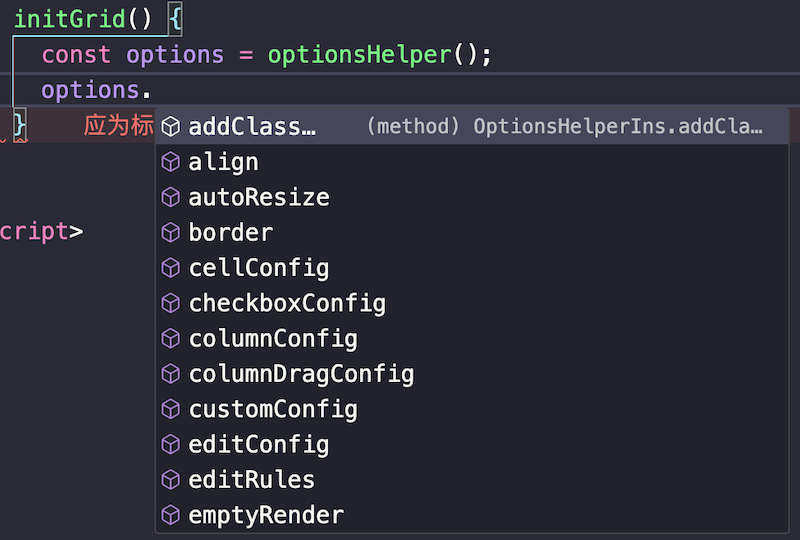 initGrid() {
const options = optionsHelper();
options.
} 应为标
addClass… (method) OptionsHelperIns.addCla…
align
autoResize
cript>
border
cellConfig
checkboxConfig
columnConfig
columnDragConfig
customConfig
editConfig
editRules
emptyRender